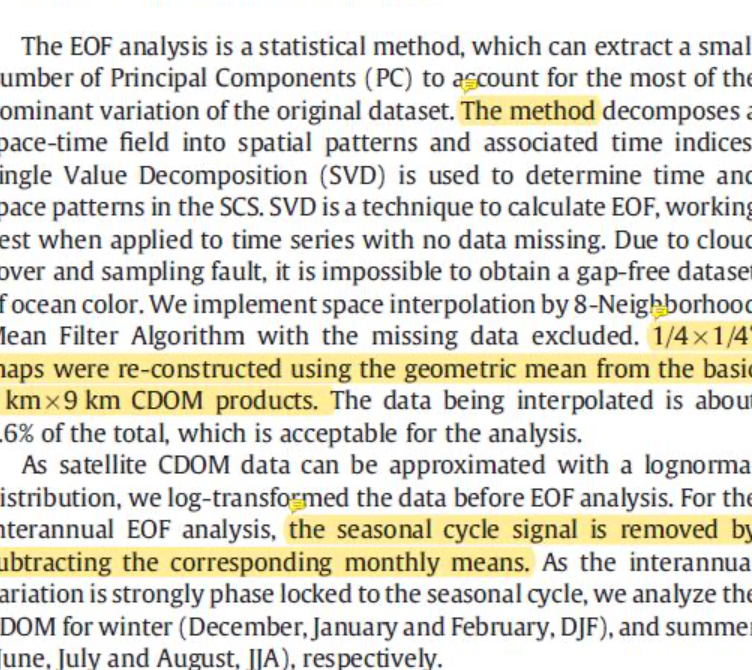 The EOF analysis is a statistical method, which can extract a smal
umber of Principal Components (PC) to account for the most of the
ominant variation of the original dataset. The method decomposes a
pace-time field into spatial patterns and associated time indices
ingle Value Decomposition (SVD) is used to determine time and
pace patterns in the SCS. SVD is a technique to calculate EOF, working
est when applied to time series with no data missing. Due to cloud
over and sampling fault, it is impossible to obtain a gap-free dataset
f ocean color. We implement space interpolation by 8-Neighborhood
Mean Filter Algorithm with the missing data excluded. 1/4×1/4°
maps were re-constructed using the geometric mean from the basic
km×9 km CDOM products. The data being interpolated is about
.6% of the total, which is acceptable for the analysis.
As satellite CDOM data can be approximated with a lognorma
istribution, we log-transformed the data before EOF analysis. For the
nterannual EOF analysis, the seasonal cycle signal is removed by
ubtracting the corresponding monthly means. As the interannua
ariation is strongly phase locked to the seasonal cycle, we analyze the
DOM for winter (December, January and February, DJF), and summer
June, July and August, JJA), respectively.